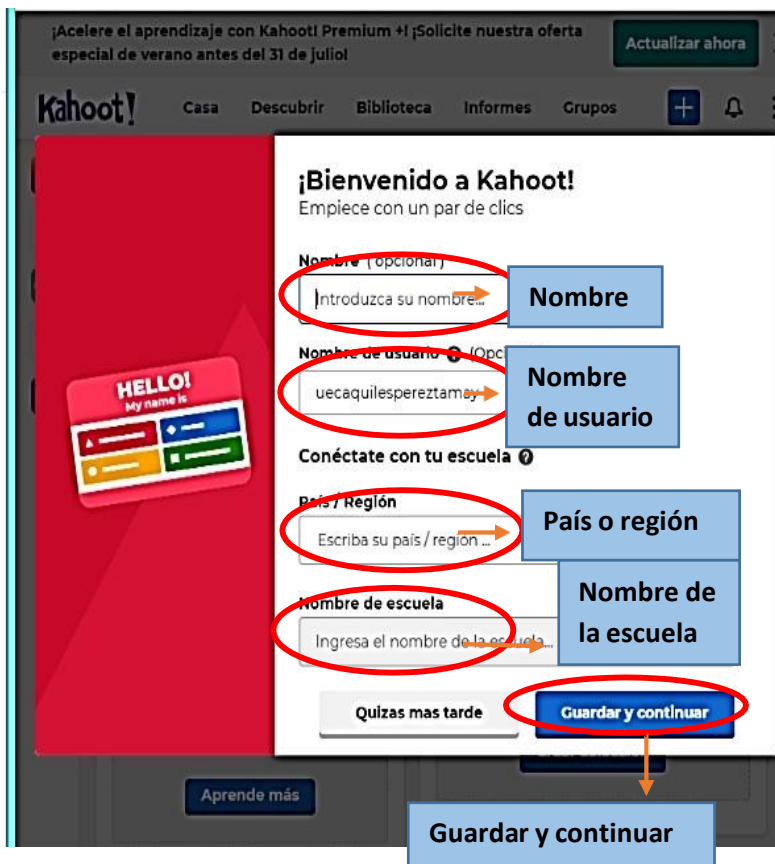 ¡Acelere el aprendizaje con Kahoot! Premium +! ¡Solicite nuestra oferta
especial de verano antes del 31 de julio!
Actualizar ahora
Kahoot! Casa Descubrir Biblioteca Informes Grupos
¡Bienvenido a Kahoot!
Empiece con un par de clics
Nombre (opcional)
Introduzca su nombre...
Nombre
Nombre de usuario (Opci
uecaquilespereztamay
Nombre
de usuario
HELLO!
My name is
Conéctate con tu escuela
País / Región
Escriba su país / región ...
País o región
Nombre de escuela
Ingresa el nombre de la escuela...
Nombre de
la escuela
Quizas mas tarde
Guardar y continuar
Aprende más
Guardar y continuar